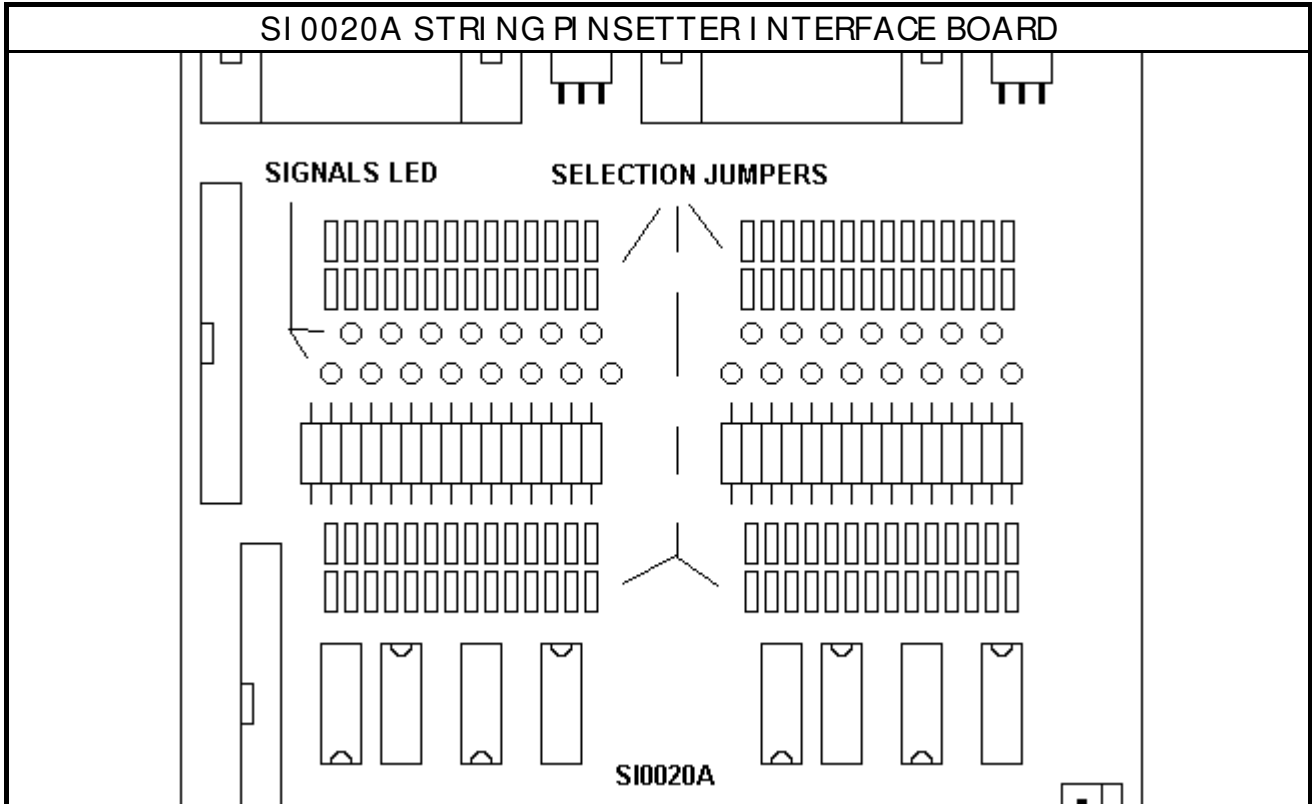 SI0020A STRING PINSETTER INTERFACE BOARD
SIGNALS LED
SELECTION JUMPERS
SI0020A